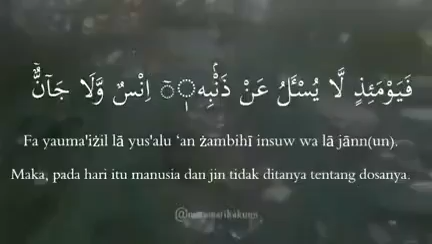 فَيَوْمَئِذٍ لَّا يُسْـَٔلُ عَنْ ذَنْۢبِهٖٓ اِنْسٌ وَّلَا جَاۤنٌّۚ
Fa yauma'iżil lā yus'alu ‘an żambihī insuw wa lā jānn(un).
Maka, pada hari itu manusia dan jin tidak ditanya tentang dosanya.